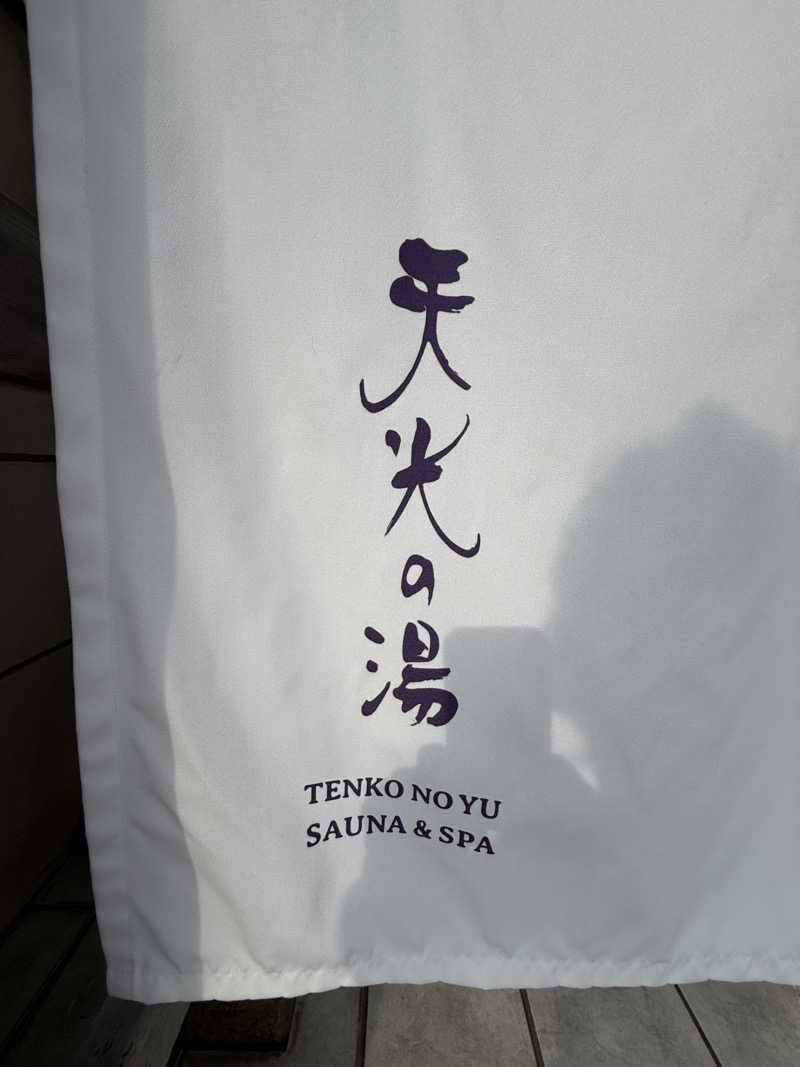 天光の湯
TENKO NO YU
SAUNA & SPA